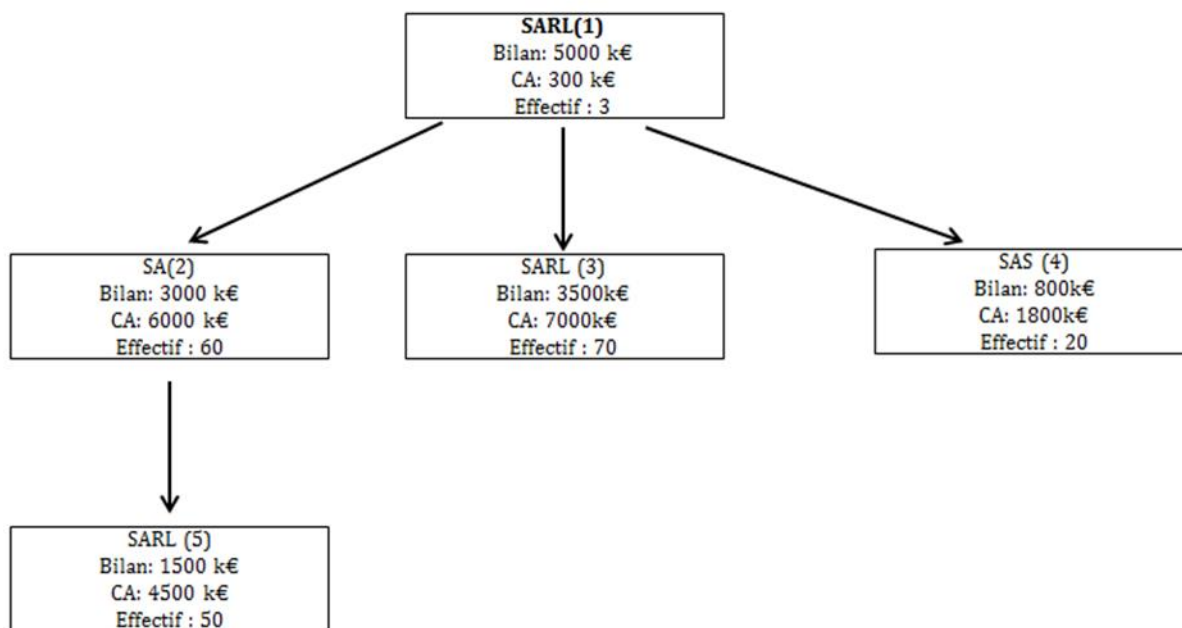 SARL(1)
Bilan: 5000 k€
CA: 300 k€
Effectif : 3
SA(2)
Bilan: 3000 k€
CA: 6000 k€
Effectif : 60
SARL (3)
Bilan: 3500k€
CA: 7000k€
Effectif : 70
SAS (4)
Bilan: 800k€
CA: 1800k€
Effectif : 20
SARL (5)
Bilan: 1500 k€
CA: 4500 k€
Effectif : 50